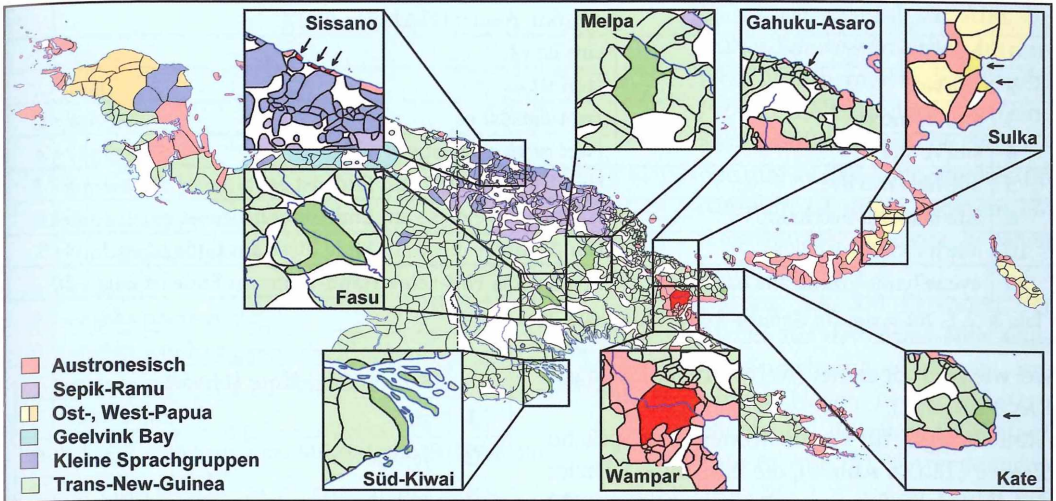 Sissano
Melpa
Gahuku-Asaro
Sulka
Fasu
Austronesisch
Sepik-Ramu
Ost-, West-Papua
Geelvink Bay
Kleine Sprachgruppen
Trans-New-Guinea
Süd-Kiwai
Wampar
Kate